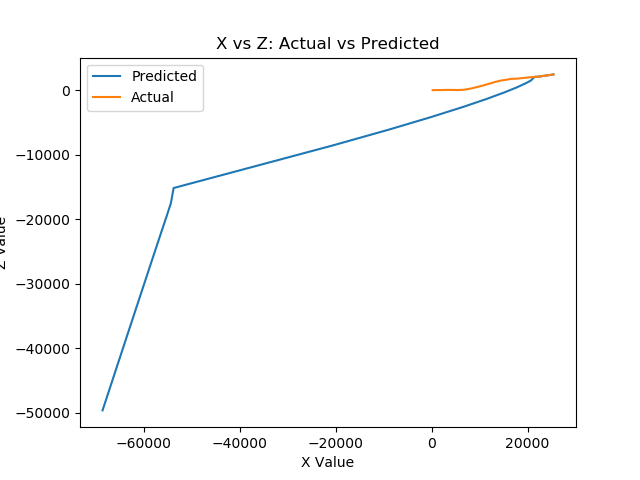 X vs Z: Actual vs Predicted
Predicted
Actual
0
−10000
−20000
−30000
−40000
−50000
Z Value
−60000
−40000
−20000
0
20000
X Value